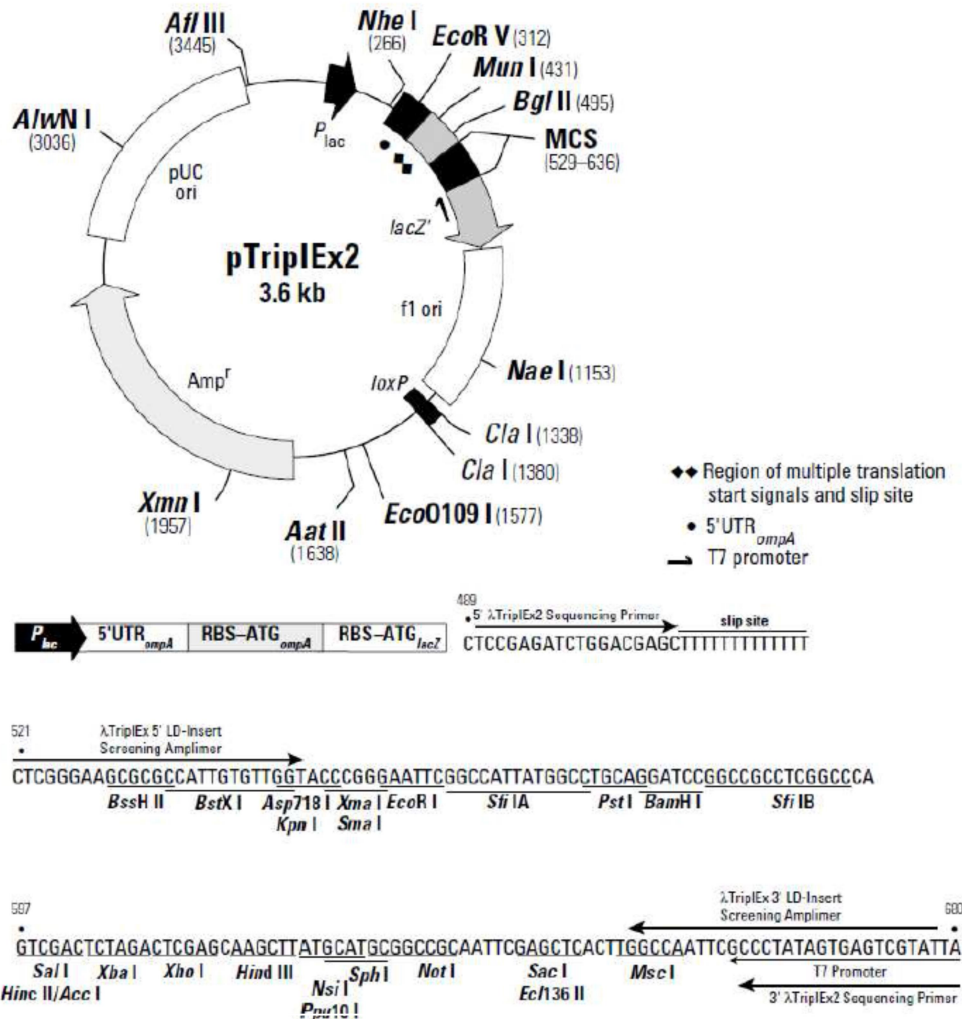 Afl III
(3445)
Nhe I
(266)
EcoR V (312)
Mun I (431)
Bgl II (495)
MCS
(529–636)
AlwN I
(3036)
Plac
pUC
ori
lacZ'
pTriplEx2
3.6 kb
f1 ori
Ampr
loxP
Nae I (1153)
Cla I (1338)
Cla I (1380)
EcoO109 I (1577)
Aat II
(1638)
Xmn I
(1957)
◆◆ Region of multiple translation
start signals and slip site
• 5'UTR ompA
T7 promoter
Plac 5'UTRompA RBS–ATGompA RBS–ATGlacZ
489
5' λTriplEx2 Sequencing Primer slip site
CTCCGAGATCTGGACGAGCTTTTTTTTTTTTT
521
λTriplEx 5' LD-Insert
Screening Amplimer
CTCGGGAAGCGCGCCATTGTGTTGGTACCCGGGAATTCGGCCATTATGGCCTGCAGGATCCGGCCGCCTCGGCCCA
BssH II BstX I Asp718 I Xma I EcoR I Sfi IA Pst I BamH I Sfi IB
Kpn I Sma I
597
λTriplEx 3' LD-Insert
Screening Amplimer
680
GTCGACTCTAGACTCGAGCAAGCTTATGCATGCGGCCGCAATTCGAGCTCACTTGGCCAATTCGCCCTATAGTGAGTCGTATTA
Sal I Xba I Xho I Hind III Sph I Not I Sac I Msc I T7 Promoter
Hinc II/Acc I Nsi I Ecl136 II
Ppu10 I 3' λTriplEx2 Sequencing Primer